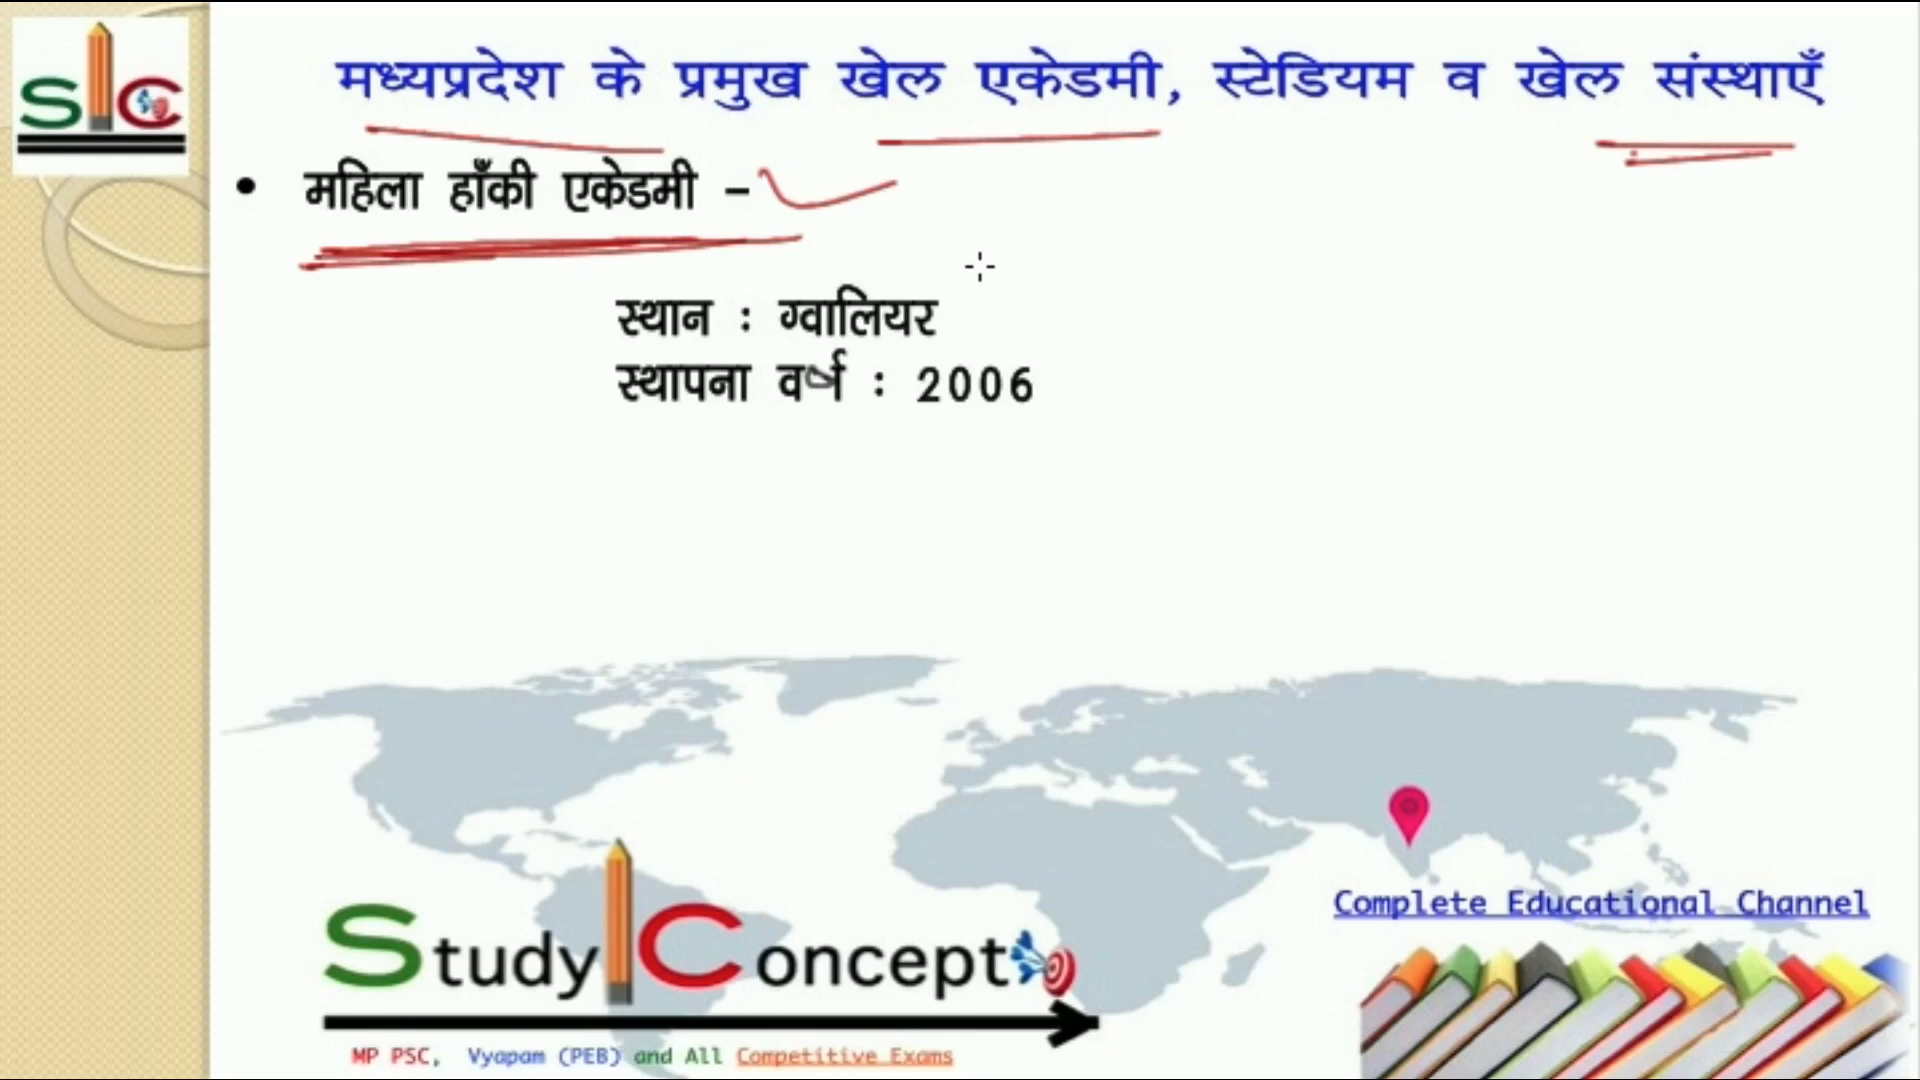 SIC
मध्यप्रदेश के प्रमुख खेल एकेडमी, स्टेडियम व खेल संस्थाएँ
• महिला हॉंकी एकेडमी –
स्थान : ग्वालियर
स्थापना वर्ष : 2006
Complete Educational Channel
Study Concept
MP PSC, Vyapam (PEB) and All Competitive Exams